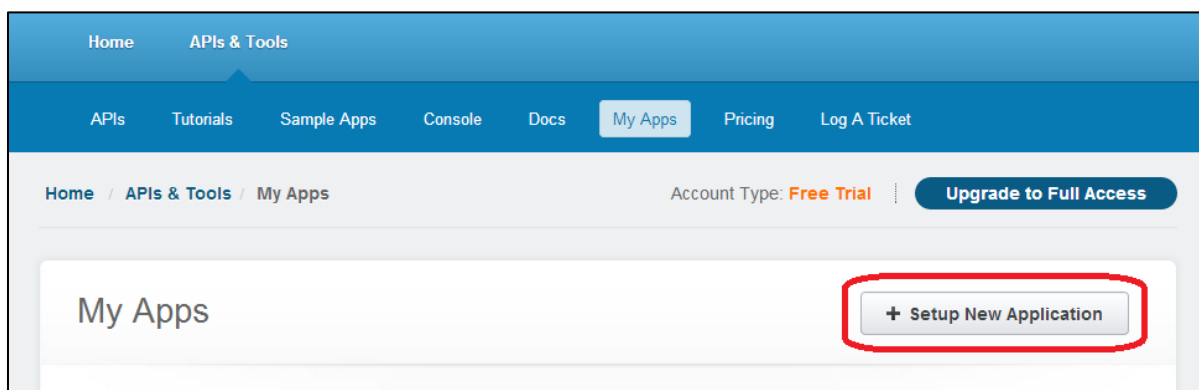 Home APIs & Tools
APIs Tutorials Sample Apps Console Docs My Apps Pricing Log A Ticket
Home / APIs & Tools / My Apps Account Type: Free Trial Upgrade to Full Access
My Apps + Setup New Application